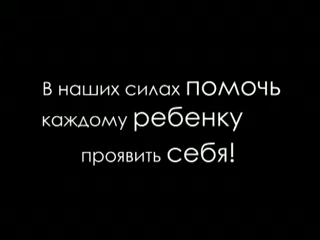 В наших силах помочь
каждому ребенку
проявить себя!